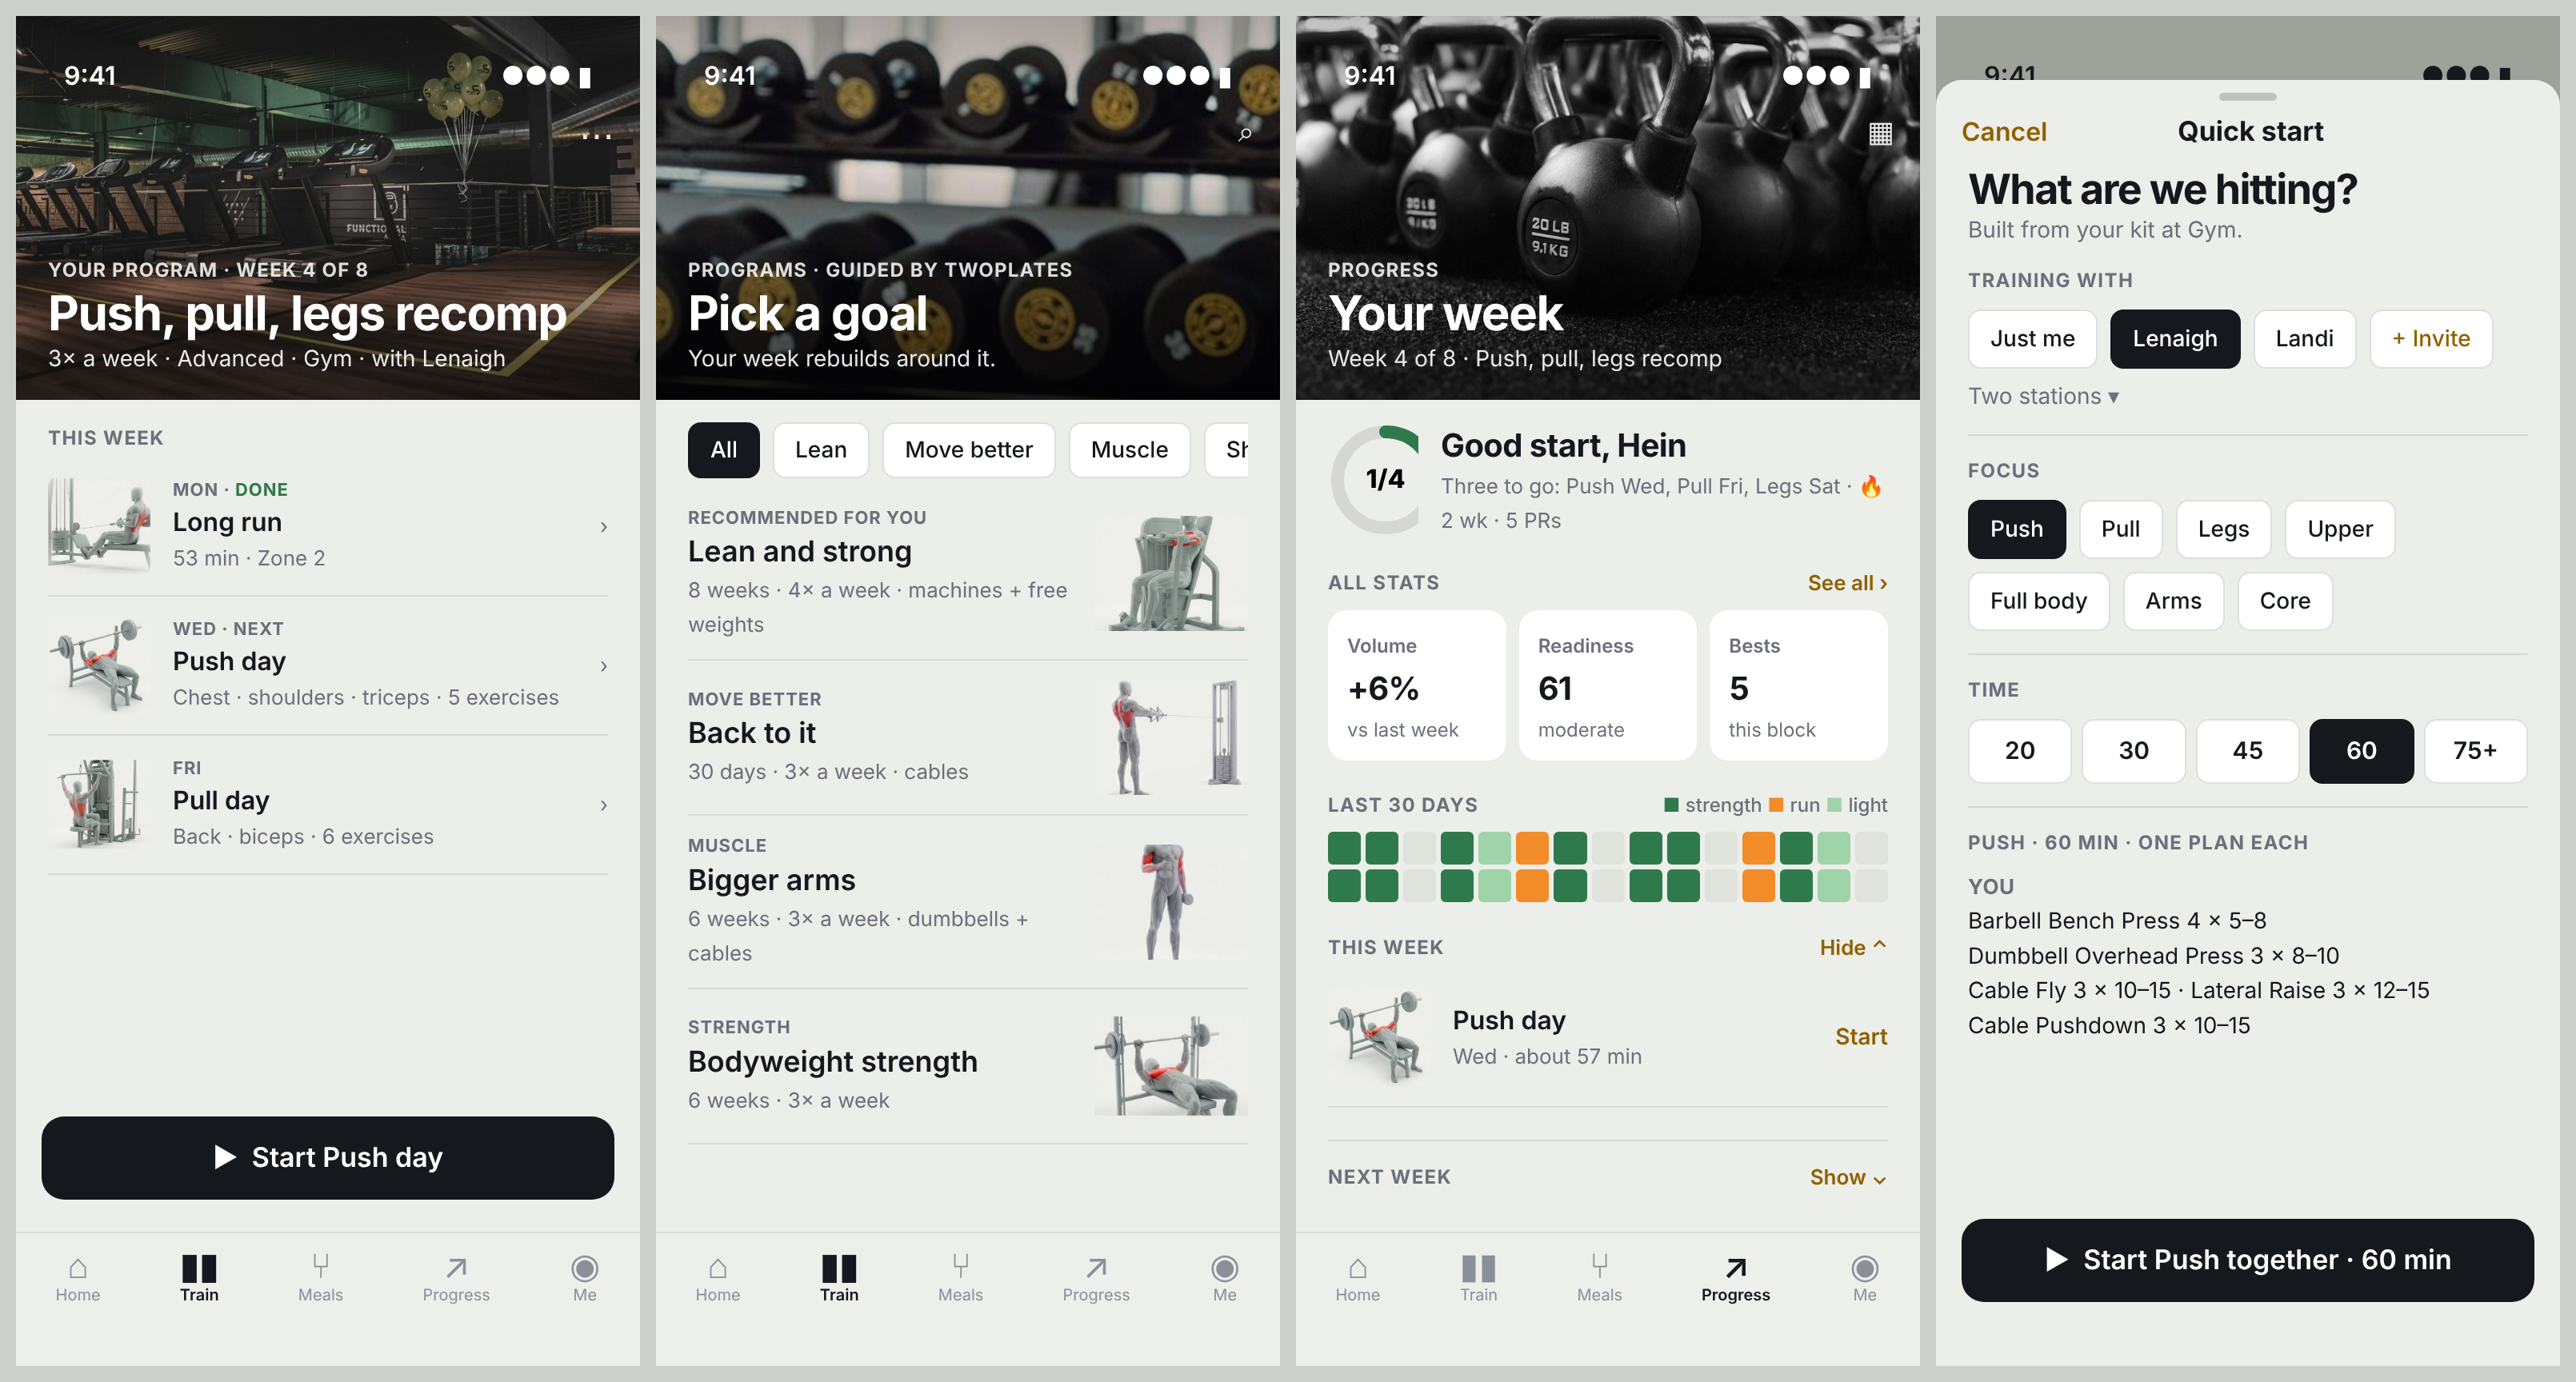 9:41
FUNCTIONAL
YOUR PROGRAM · WEEK 4 OF 8
Push, pull, legs recomp
3× a week · Advanced · Gym · with Lenaigh
THIS WEEK
MON · DONE
Long run
53 min · Zone 2
WED · NEXT
Push day
Chest · shoulders · triceps · 5 exercises
FRI
Pull day
Back · biceps · 6 exercises
▶ Start Push day
Home
Train
Meals
Progress
Me
9:41
PROGRAMS · GUIDED BY TWOPLATES
Pick a goal
Your week rebuilds around it.
All
Lean
Move better
Muscle
RECOMMENDED FOR YOU
Lean and strong
8 weeks · 4× a week · machines + free
weights
MOVE BETTER
Back to it
30 days · 3× a week · cables
MUSCLE
Bigger arms
6 weeks · 3× a week · dumbbells +
cables
STRENGTH
Bodyweight strength
6 weeks · 3× a week
Home
Train
Meals
Progress
Me
9:41
20 LB
9.1 KG
20 LB
9.1 KG
PROGRESS
Your week
Week 4 of 8 · Push, pull, legs recomp
1/4
Good start, Hein
Three to go: Push Wed, Pull Fri, Legs Sat · 🔥
2 wk · 5 PRs
ALL STATS
See all ›
Volume
+6%
vs last week
Readiness
61
moderate
Bests
5
this block
LAST 30 DAYS
strength
run
light
THIS WEEK
Hide
Push day
Wed · about 57 min
Start
NEXT WEEK
Show
Home
Train
Meals
Progress
Me
9:41
Cancel
Quick start
What are we hitting?
Built from your kit at Gym.
TRAINING WITH
Just me
Lenaigh
Landi
+ Invite
Two stations ▾
FOCUS
Push
Pull
Legs
Upper
Full body
Arms
Core
TIME
20
30
45
60
75+
PUSH · 60 MIN · ONE PLAN EACH
YOU
Barbell Bench Press 4 × 5–8
Dumbbell Overhead Press 3 × 8–10
Cable Fly 3 × 10–15 · Lateral Raise 3 × 12–15
Cable Pushdown 3 × 10–15
▶ Start Push together · 60 min